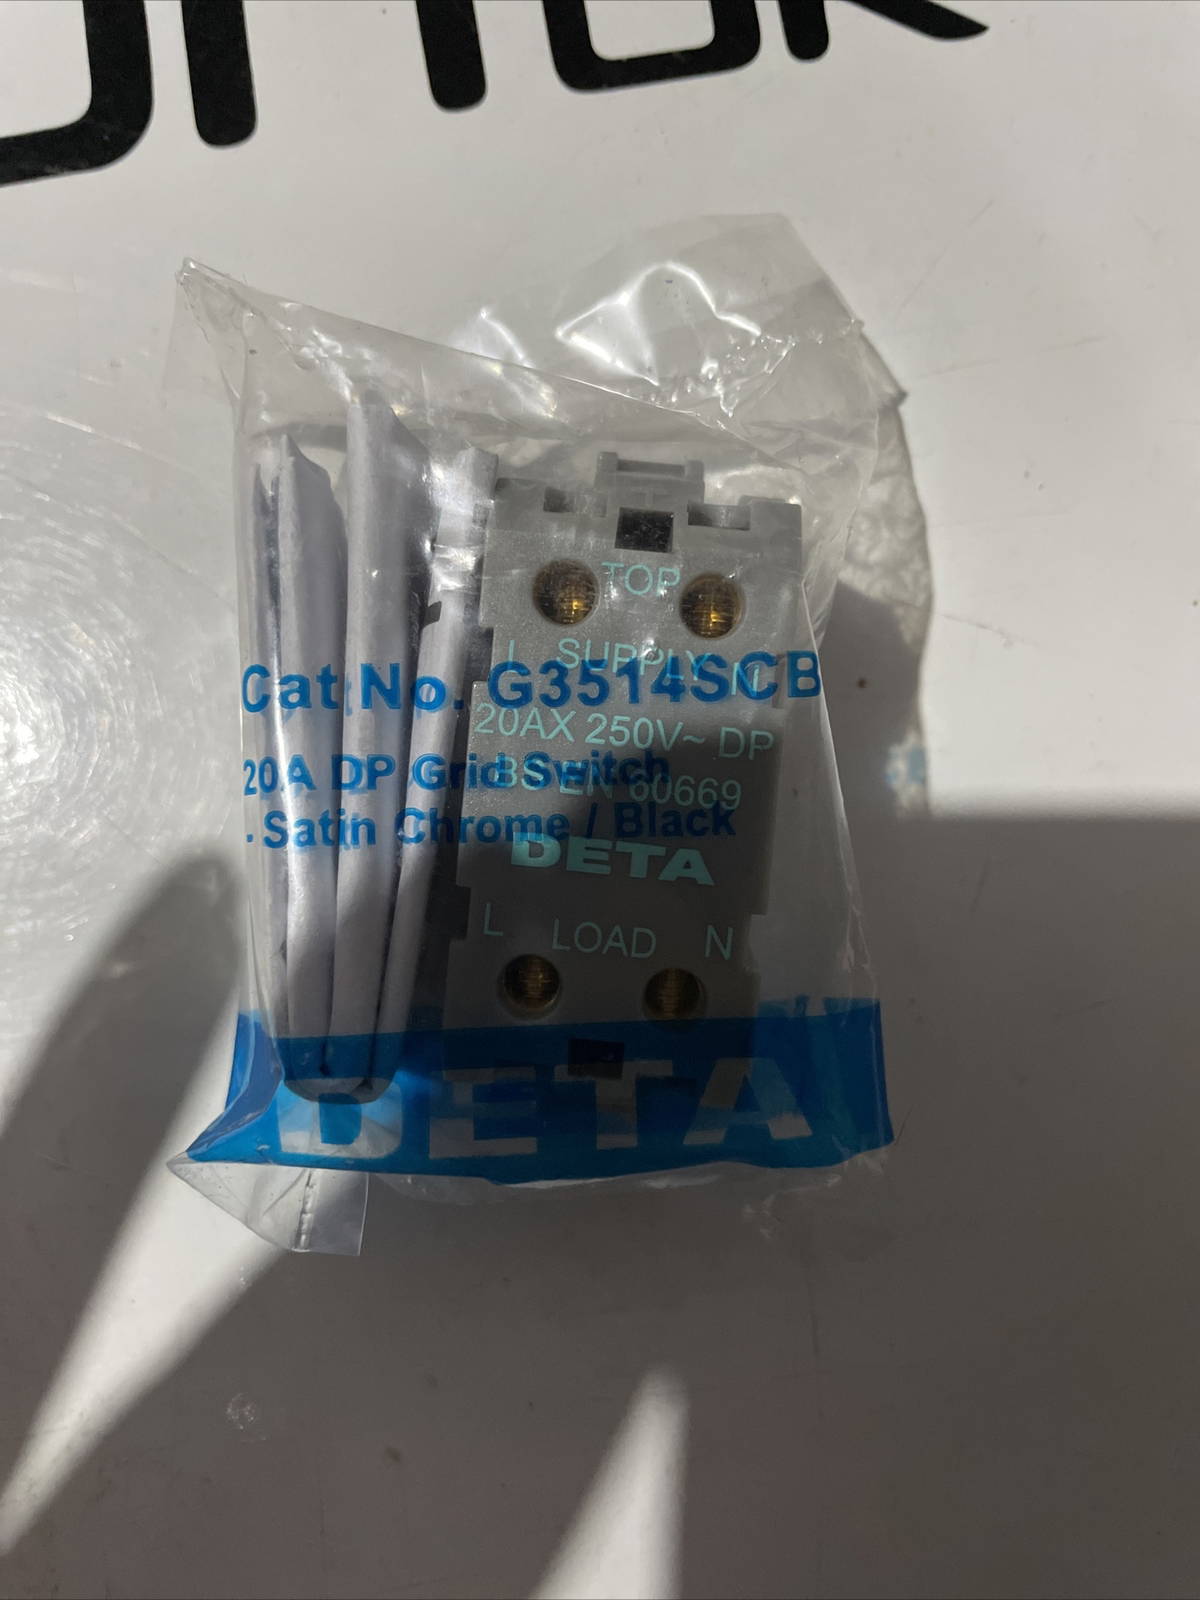 TOP
L SUPPLY N
Cat No. G3514SCB
20AX 250V~ DP
20A DP Grid Switch
BS EN 60669
- Satin Chrome / Black
DETA
L LOAD N
DETA